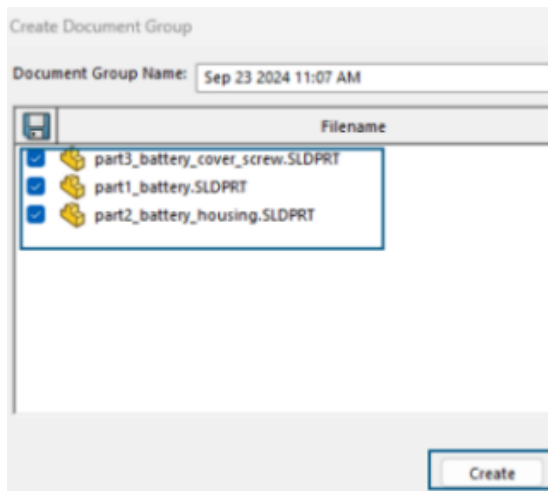 Create Document Group
Document Group Name: Sep 23 2024 11:07 AM
Filename
part3_battery_cover_screw.SLDPRT
part1_battery.SLDPRT
part2_battery_housing.SLDPRT
Create